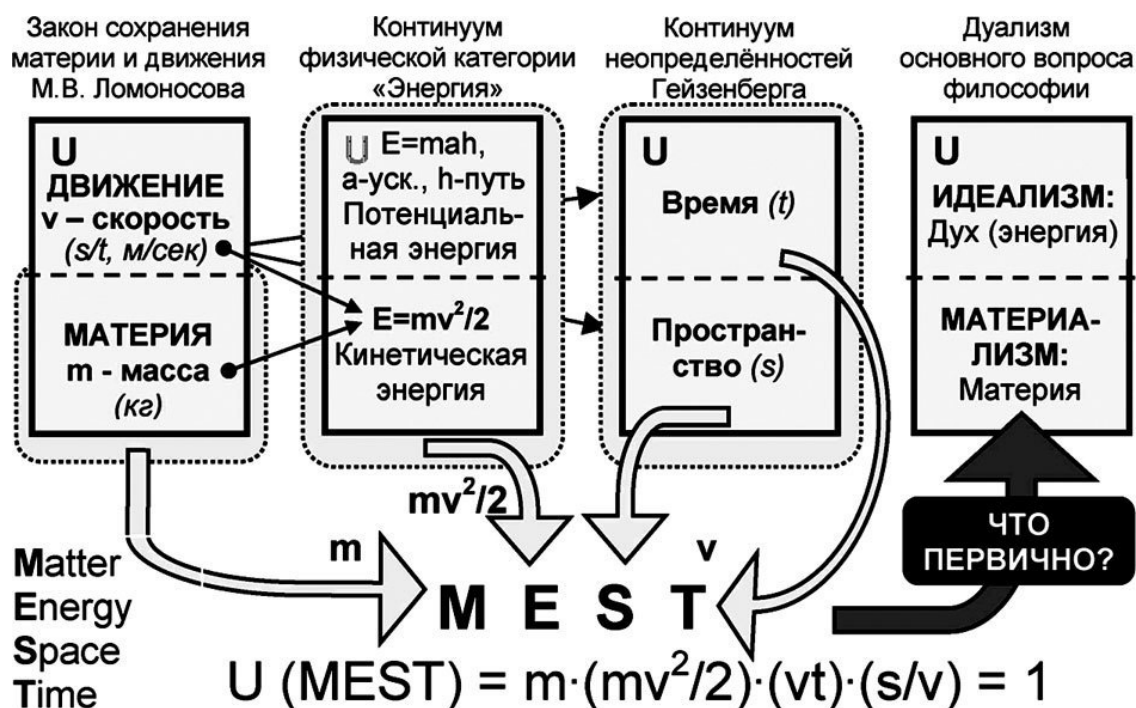 Закон сохранения
материи и движения
М.В. Ломоносова
Континуум
физической категории
«Энергия»
Континуум
неопределённостей
Гейзенберга
Дуализм
основного вопроса
философии
U
ДВИЖЕНИЕ
v – скорость
(s/t, м/сек)
МАТЕРИЯ
m - масса
(кг)
U E=mah,
а-уск., h-путь
Потенциаль-
ная энергия
E=mv²/2
Кинетическая
энергия
U
Время (t)
Простран-
ство (s)
U
ИДЕАЛИЗМ:
Дух (энергия)
МАТЕРИА-
ЛИЗМ:
Материя
mv²/2
m
v
ЧТО
ПЕРВИЧНО?
M E S T
Matter
Energy
Space
Time
U (MEST) = m·(mv²/2)·(vt)·(s/v) = 1